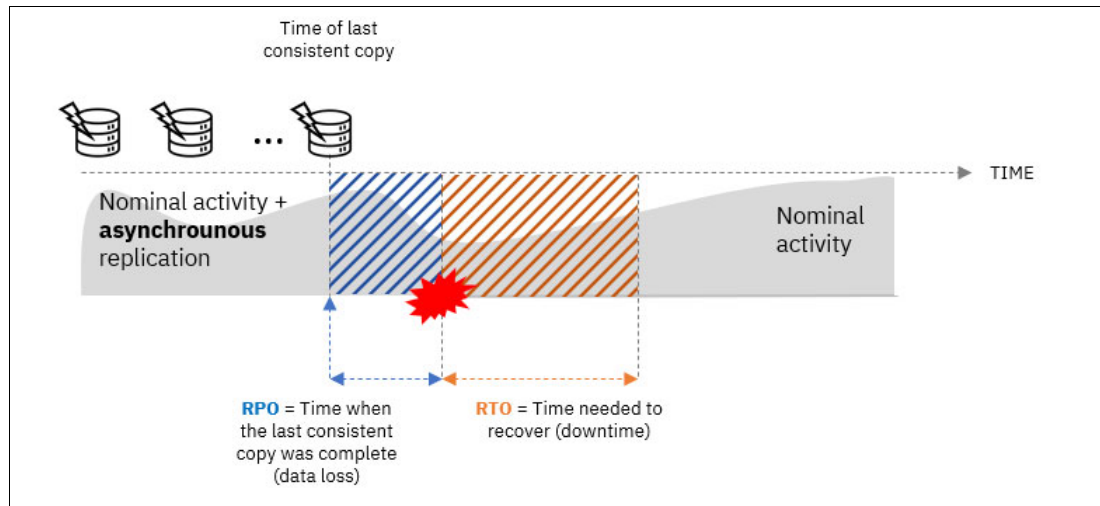 Time of last
consistent copy
...
TIME
Nominal activity +
asynchrounous
replication
Nominal
activity
RPO = Time when
the last consistent
copy was complete
(data loss)
RTO = Time needed to
recover (downtime)